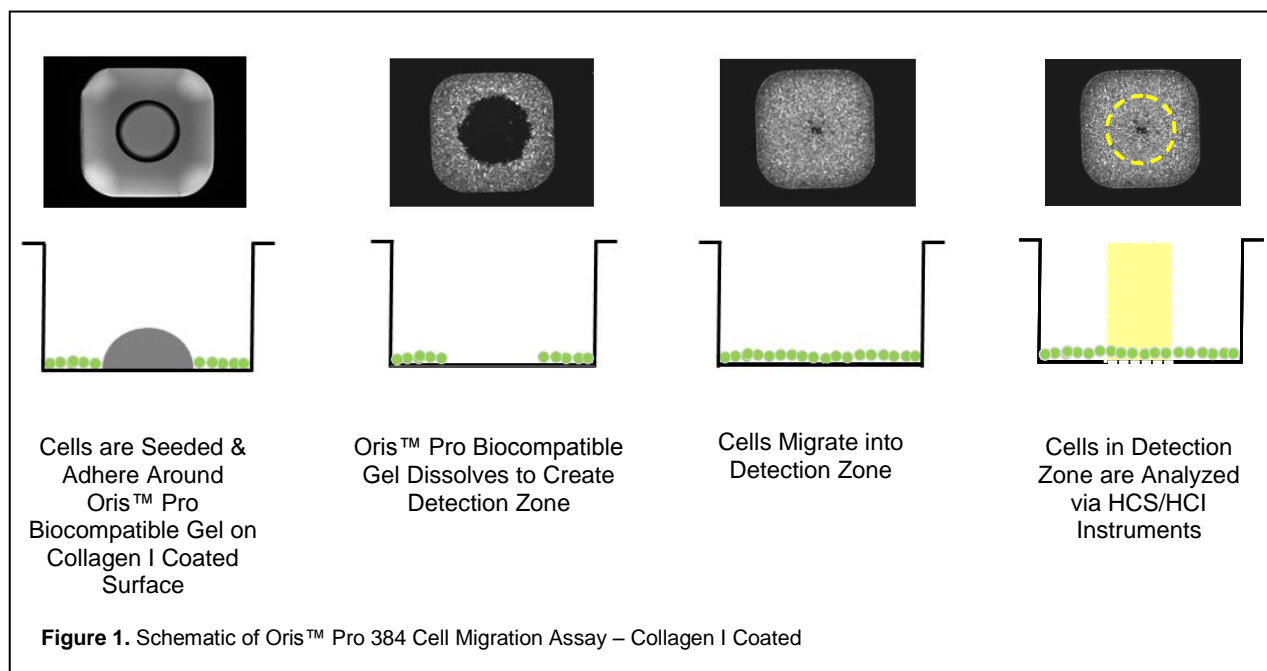 Cells are Seeded &
Adhere Around
Oris™ Pro
Biocompatible Gel on
Collagen I Coated
Surface
Oris™ Pro Biocompatible
Gel Dissolves to Create
Detection Zone
Cells Migrate into
Detection Zone
Cells in Detection
Zone are Analyzed
via HCS/HCI
Instruments
Figure 1. Schematic of Oris™ Pro 384 Cell Migration Assay – Collagen I Coated